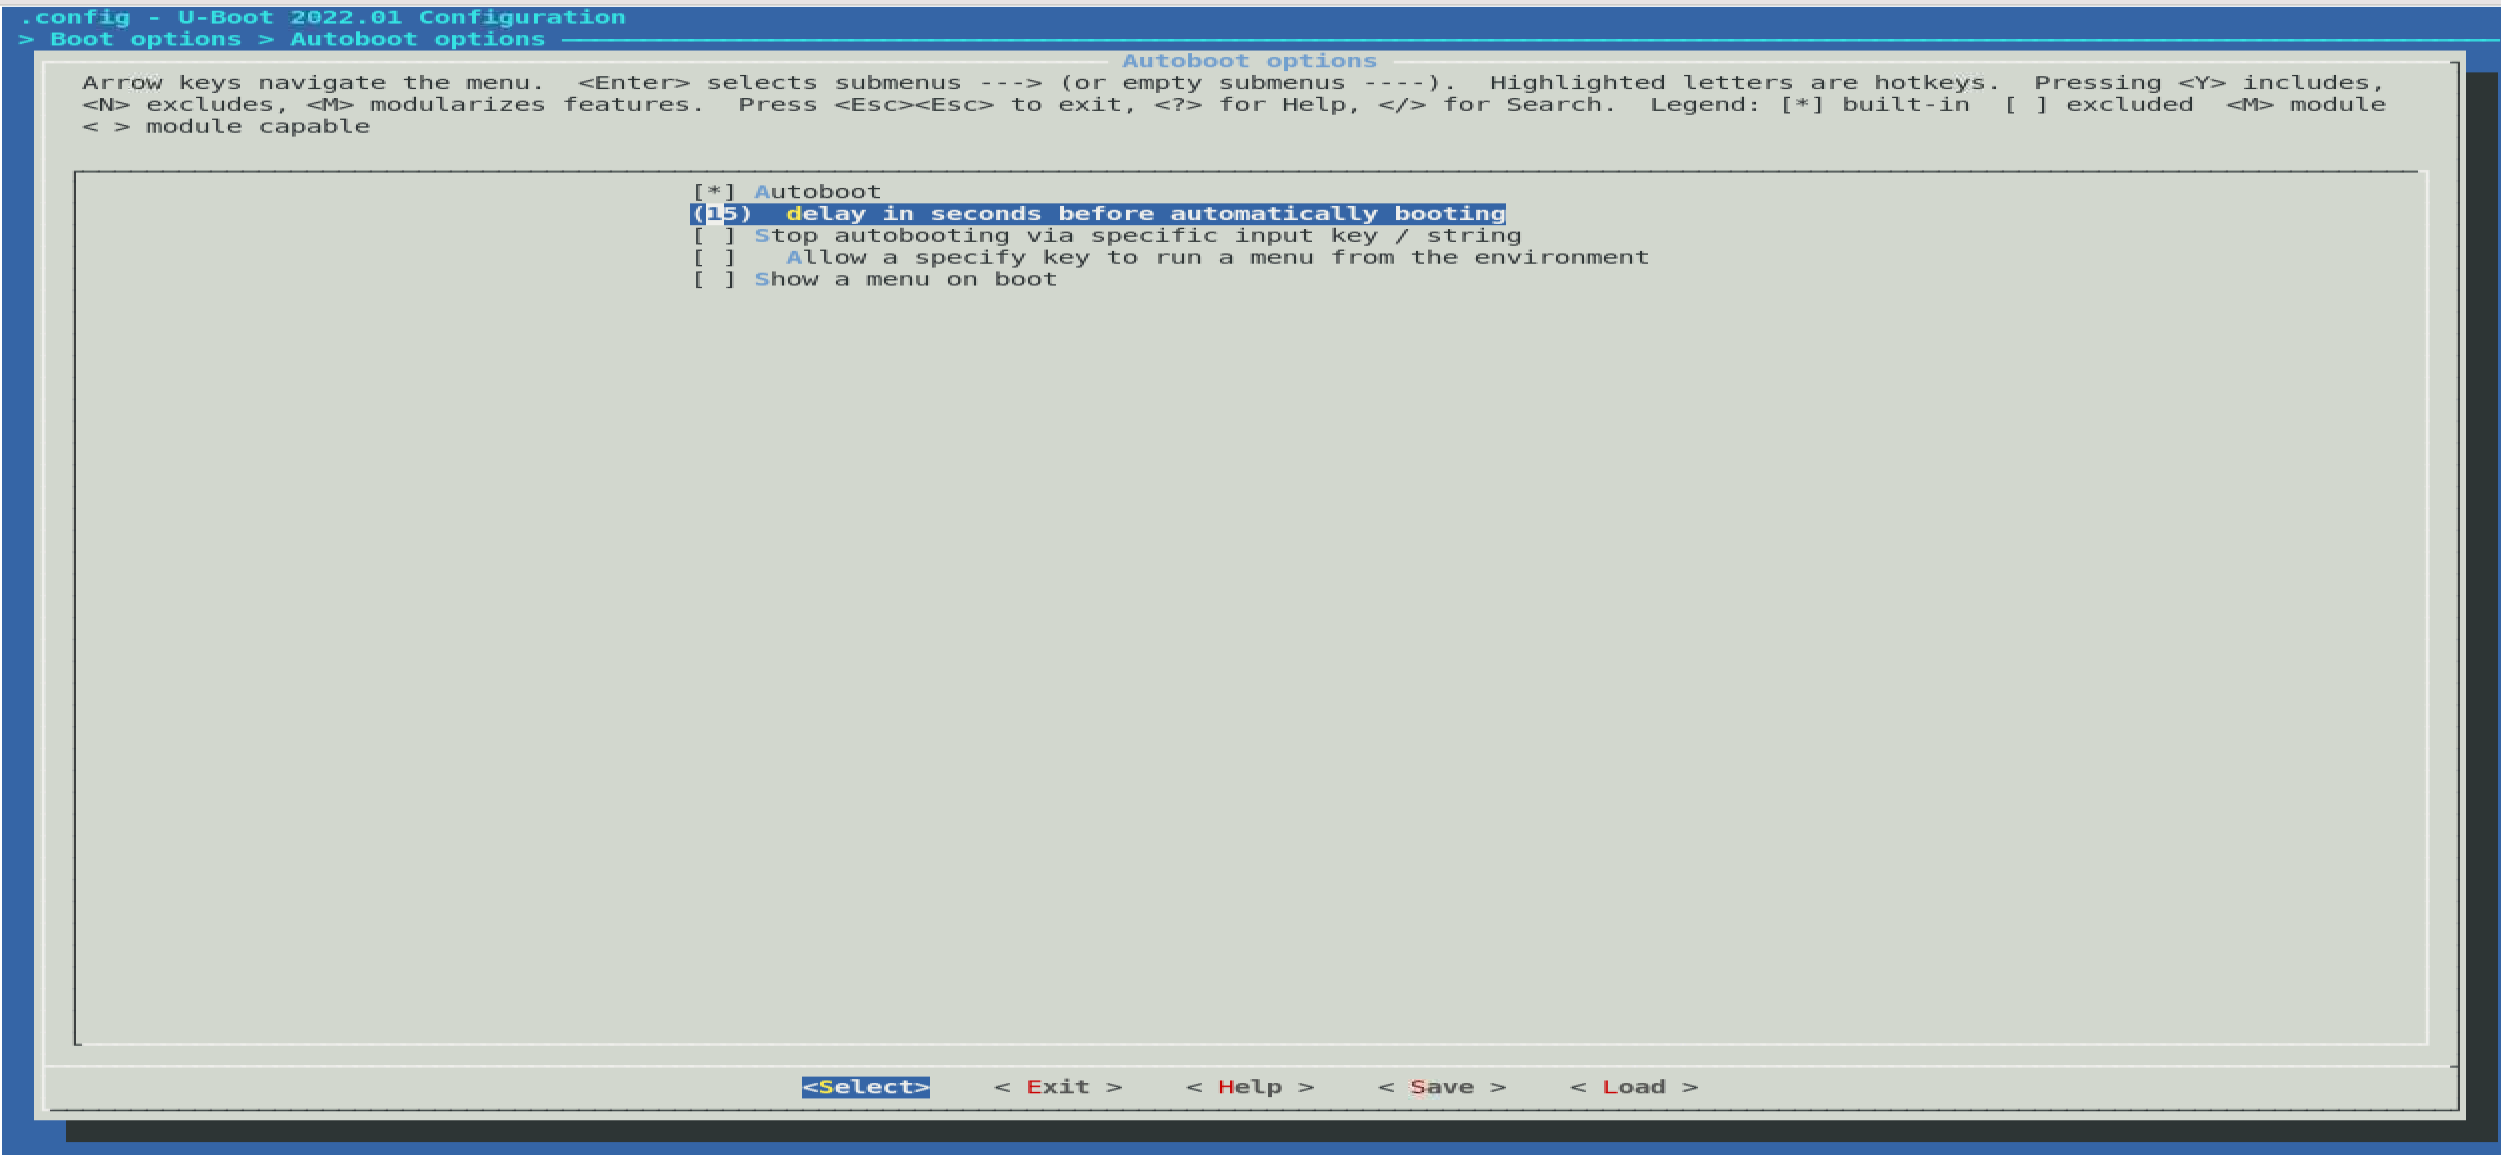 .config - U-Boot 2022.01 Configuration
> Boot options > Autoboot options
Autoboot options
Arrow keys navigate the menu.  <Enter> selects submenus ---> (or empty submenus ----).  Highlighted letters are hotkeys.  Pressing <Y> includes,
<N> excludes, <M> modularizes features.  Press <Esc><Esc> to exit, <?> for Help, </> for Search.  Legend: [*] built-in  [ ] excluded  <M> module
< > module capable
[*] Autoboot
(15)  delay in seconds before automatically booting
[ ] Stop autobooting via specific input key / string
[ ]   Allow a specify key to run a menu from the environment
[ ] Show a menu on boot
<Select>    < Exit >    < Help >    < Save >    < Load >